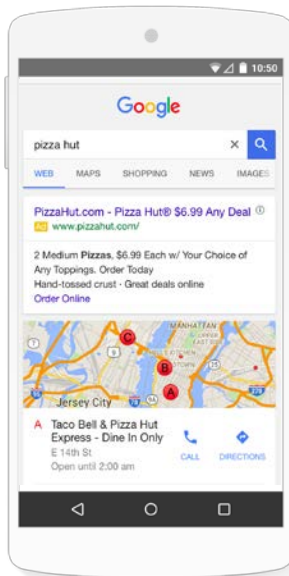 10:50
Google
pizza hut
WEB MAPS SHOPPING NEWS IMAGES
PizzaHut.com - Pizza Hut® $6.99 Any Deal
Ad www.pizzahut.com/
2 Medium Pizzas, $6.99 Each w/ Your Choice of
Any Toppings. Order Today
Hand-tossed crust · Great deals online
Order Online
MANHATTAN
C
B
A
Jersey City
A Taco Bell & Pizza Hut
Express - Dine In Only
E 14th St
Open until 2:00 am
CALL DIRECTIONS